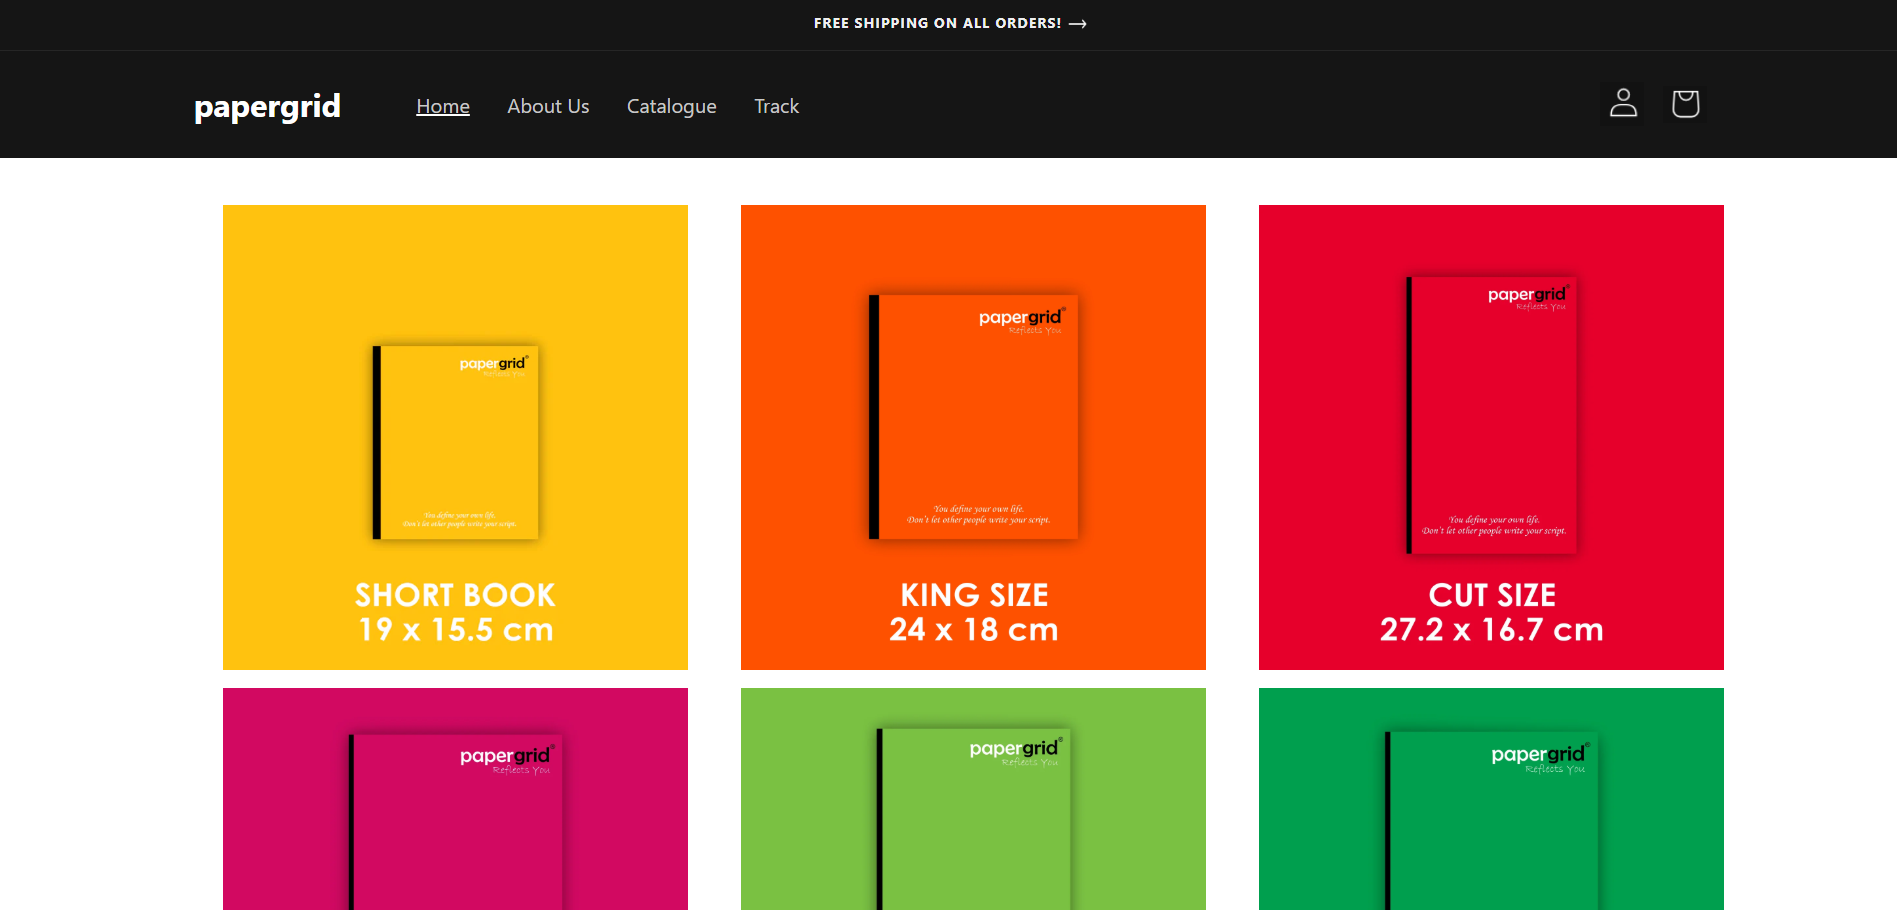 FREE SHIPPING ON ALL ORDERS! →
papergrid
Home
About Us
Catalogue
Track
papergrid®
Reflects You
You define your own life.
Don't let other people write your script.
SHORT BOOK
19 x 15.5 cm
papergrid®
Reflects You
You define your own life.
Don't let other people write your script.
KING SIZE
24 x 18 cm
papergrid®
Reflects You
You define your own life.
Don't let other people write your script.
CUT SIZE
27.2 x 16.7 cm
papergrid®
Reflects You
papergrid®
Reflects You
papergrid®
Reflects You